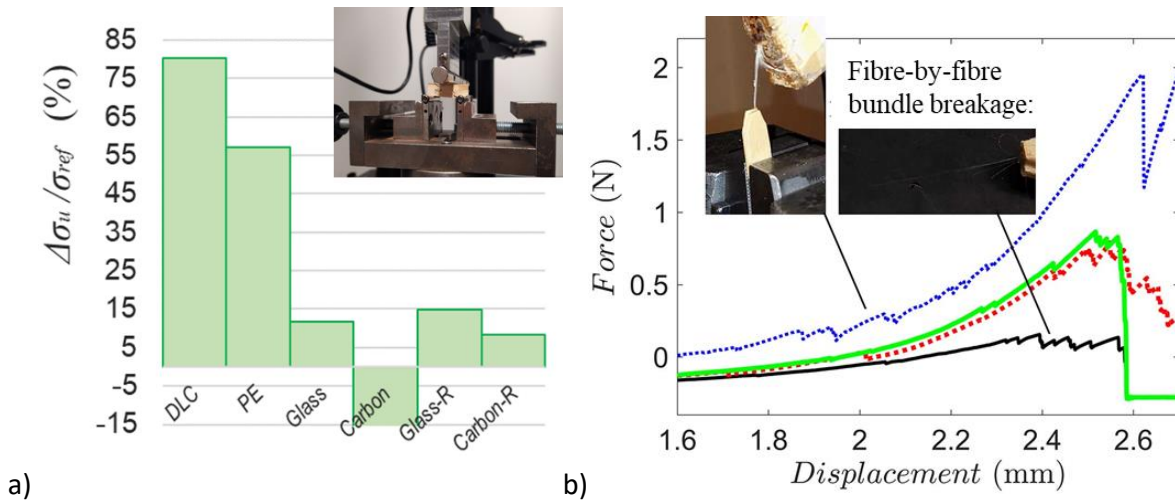 85
75
65
55
45
35
25
15
5
-5
-15
Δσu/σref (%)
DLC
PE
Glass
Carbon
Glass-R
Carbon-R
a)
Fibre-by-fibre
bundle breakage:
2
1.5
1
0.5
0
Force (N)
1.6
1.8
2
2.2
2.4
2.6
Displacement (mm)
b)